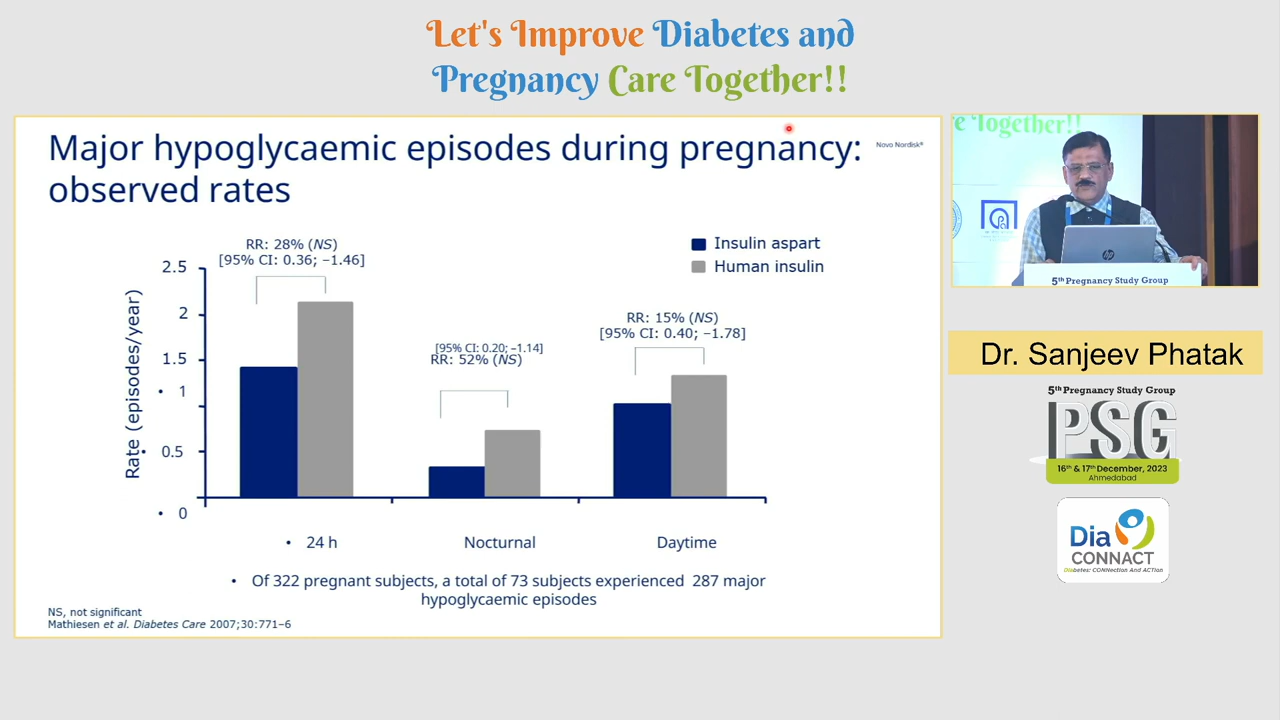 Let's Improve Diabetes and
Pregnancy Care Together!!
Major hypoglycaemic episodes during pregnancy:
observed rates
Novo Nordisk®
RR: 28% (NS)
[95% CI: 0.36; –1.46]
Insulin aspart
Human insulin
RR: 15% (NS)
[95% CI: 0.40; –1.78]
[95% CI: 0.20; –1.14]
RR: 52% (NS)
Rate (episodes/year)
2.5
2
1.5
• 1
• 0.5
• 0
• 24 h
Nocturnal
Daytime
• Of 322 pregnant subjects, a total of 73 subjects experienced 287 major
hypoglycaemic episodes
NS, not significant
Mathiesen et al. Diabetes Care 2007;30:771–6
e Together!!
hp
5th Pregnancy Study Group
Dr. Sanjeev Phatak
5th Pregnancy Study Group
PSG
16th & 17th December, 2023
Ahmedabad
Dia
CONNACT
Diabetes: CONNection And ACTion